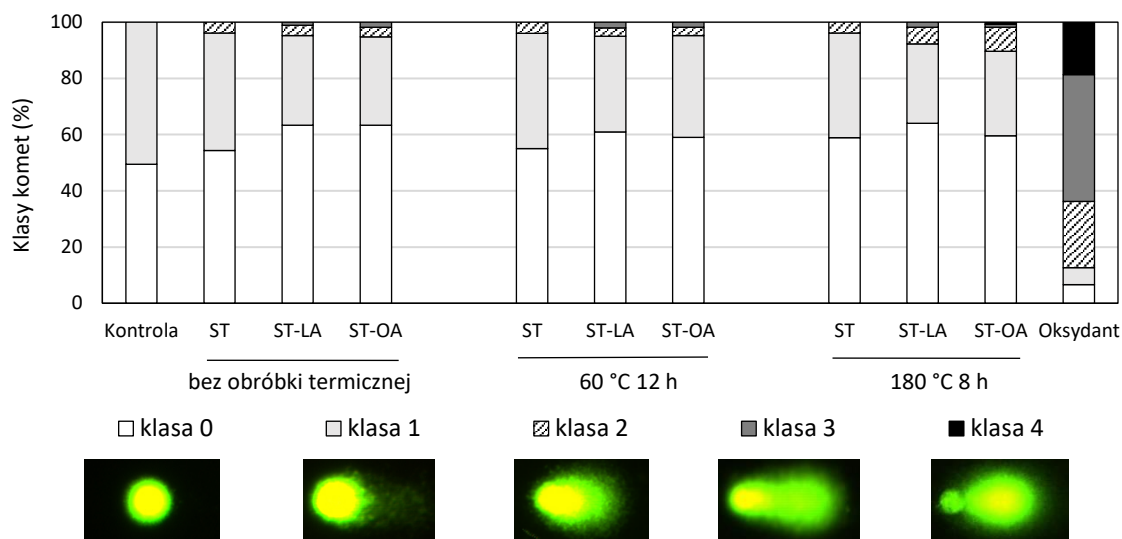 Klasy komet (%)
100
80
60
40
20
0
Kontrola ST ST-LA ST-OA ST ST-LA ST-OA ST ST-LA ST-OA Oksydant
bez obróbki termicznej 60 °C 12 h 180 °C 8 h
klasa 0 klasa 1 klasa 2 klasa 3 klasa 4